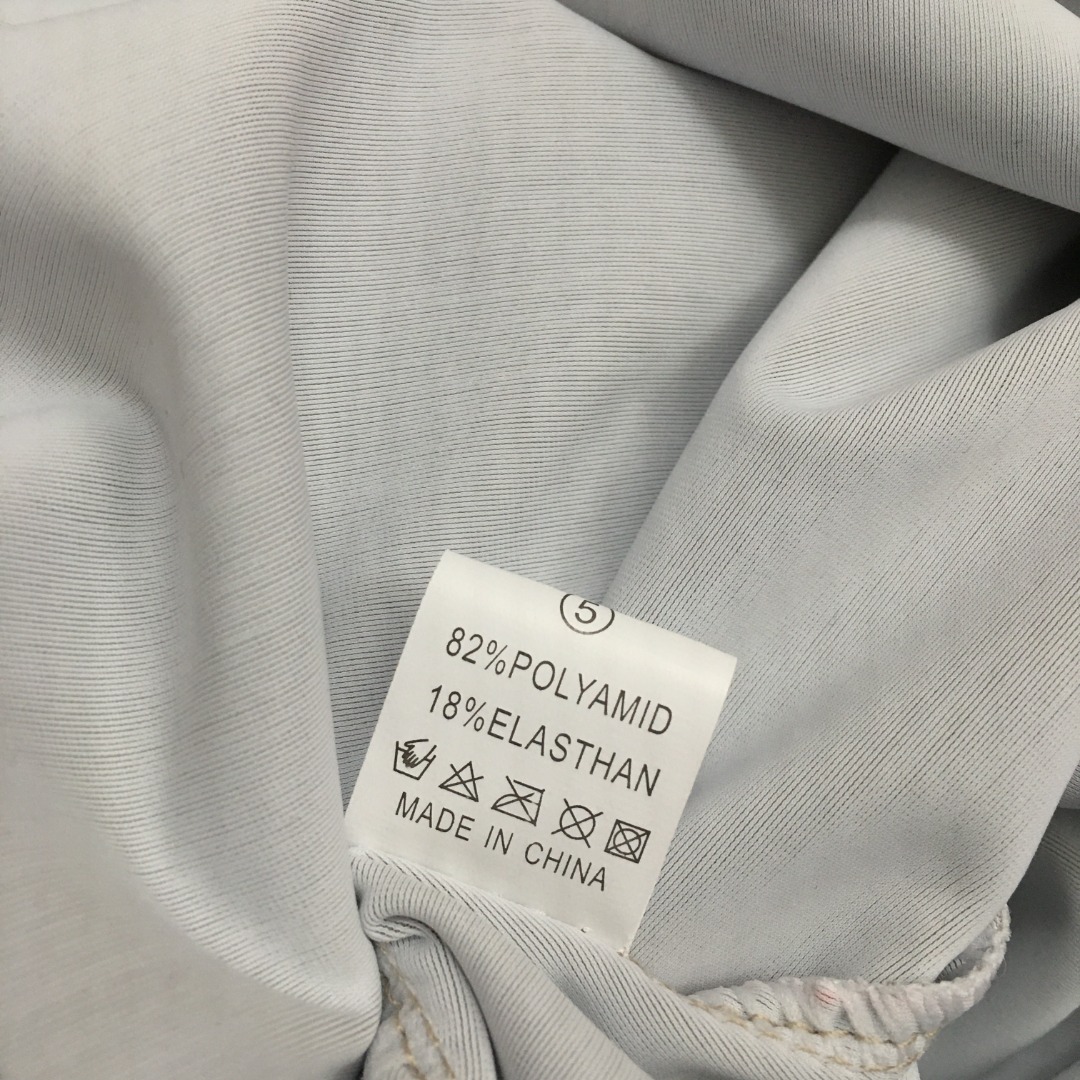 5
82%POLYAMID
18%ELASTHAN
MADE IN CHINA